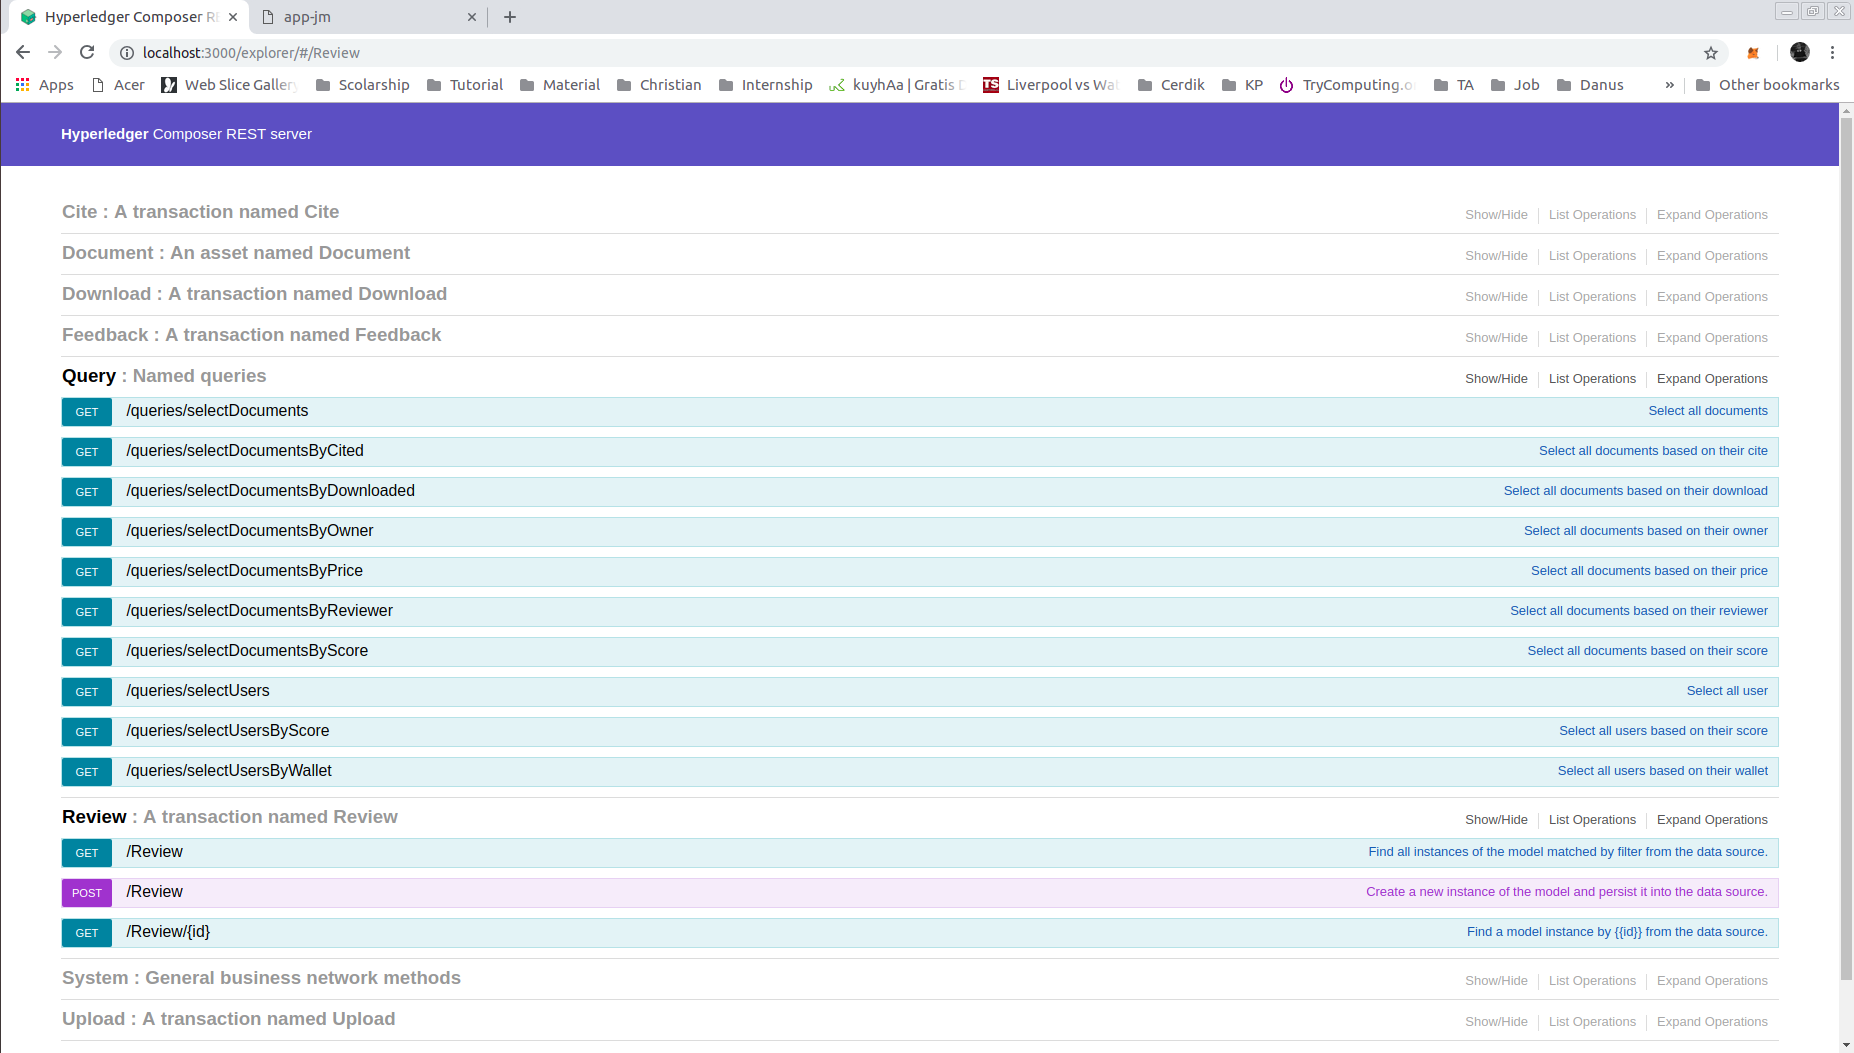 Hyperledger Composer RE
app-jm
localhost:3000/explorer/#/Review
Apps Acer Web Slice Gallery Scolarship Tutorial Material Christian Internship kuyhAa | Gratis D Liverpool vs Wat Cerdik KP TryComputing.o TA Job Danus » Other bookmarks
Hyperledger Composer REST server
Cite : A transaction named Cite Show/Hide List Operations Expand Operations
Document : An asset named Document Show/Hide List Operations Expand Operations
Download : A transaction named Download Show/Hide List Operations Expand Operations
Feedback : A transaction named Feedback Show/Hide List Operations Expand Operations
Query : Named queries Show/Hide List Operations Expand Operations
GET /queries/selectDocuments Select all documents
GET /queries/selectDocumentsByCited Select all documents based on their cite
GET /queries/selectDocumentsByDownloaded Select all documents based on their download
GET /queries/selectDocumentsByOwner Select all documents based on their owner
GET /queries/selectDocumentsByPrice Select all documents based on their price
GET /queries/selectDocumentsByReviewer Select all documents based on their reviewer
GET /queries/selectDocumentsByScore Select all documents based on their score
GET /queries/selectUsers Select all user
GET /queries/selectUsersByScore Select all users based on their score
GET /queries/selectUsersByWallet Select all users based on their wallet
Review : A transaction named Review Show/Hide List Operations Expand Operations
GET /Review Find all instances of the model matched by filter from the data source.
POST /Review Create a new instance of the model and persist it into the data source.
GET /Review/{id} Find a model instance by {{id}} from the data source.
System : General business network methods Show/Hide List Operations Expand Operations
Upload : A transaction named Upload Show/Hide List Operations Expand Operations